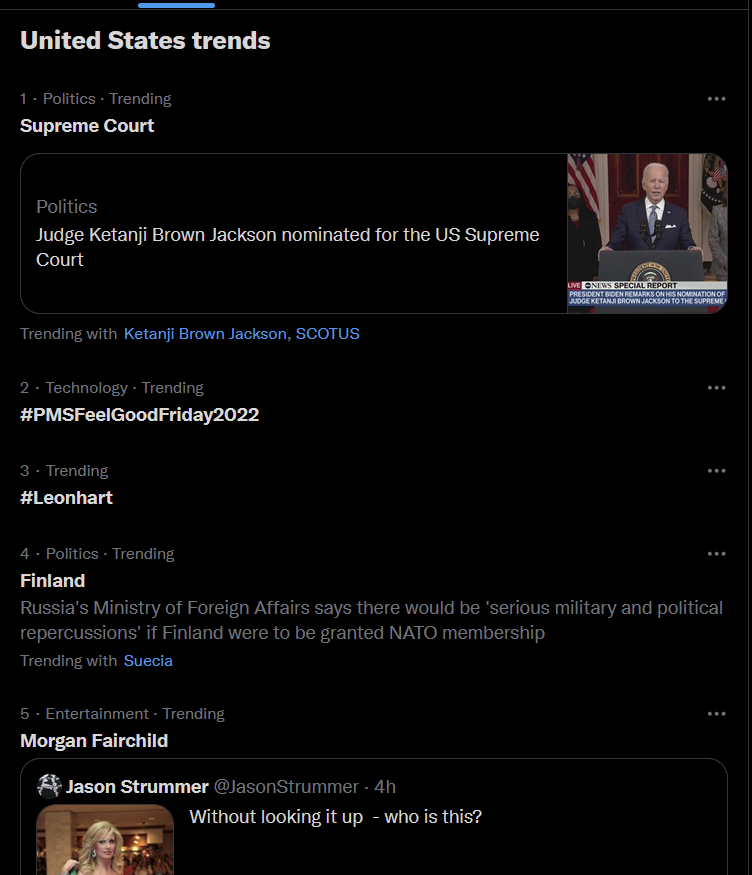 United States trends
1 · Politics · Trending
Supreme Court
Politics
Judge Ketanji Brown Jackson nominated for the US Supreme
Court
LIVE abc NEWS SPECIAL REPORT
PRESIDENT BIDEN REMARKS ON HIS NOMINATION OF
JUDGE KETANJI BROWN JACKSON TO THE SUPREME
Trending with Ketanji Brown Jackson, SCOTUS
2 · Technology · Trending
#PMSFeelGoodFriday2022
3 · Trending
#Leonhart
4 · Politics · Trending
Finland
Russia's Ministry of Foreign Affairs says there would be 'serious military and political
repercussions' if Finland were to be granted NATO membership
Trending with Suecia
5 · Entertainment · Trending
Morgan Fairchild
Jason Strummer @JasonStrummer · 4h
Without looking it up - who is this?